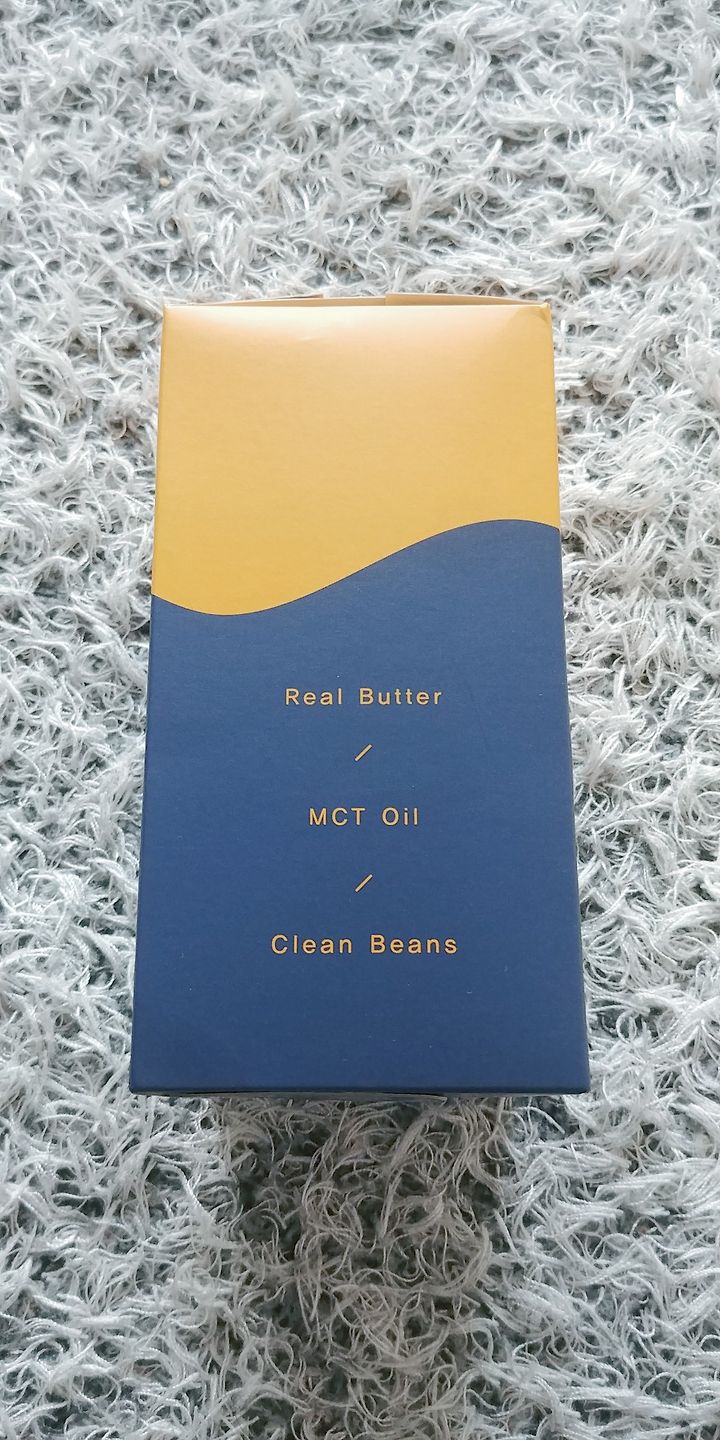 Real Butter
/
MCT Oil
/
Clean Beans